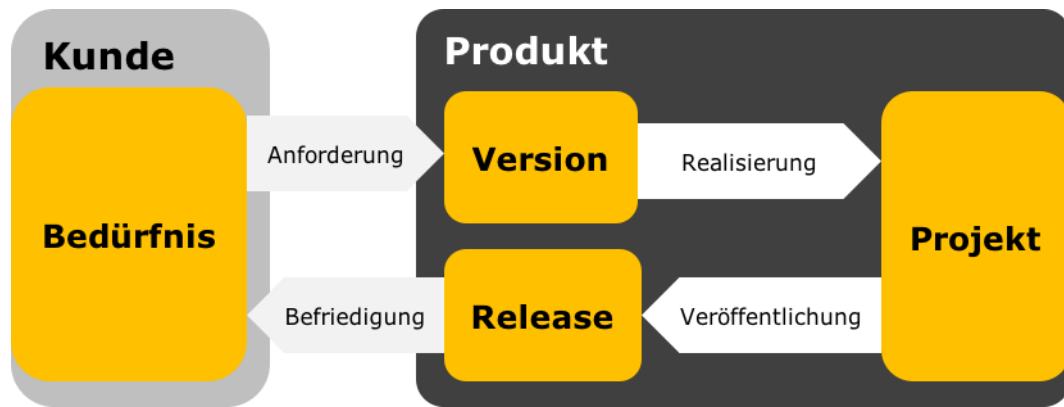 Kunde
Produkt
Bedürfnis
Anforderung
Version
Realisierung
Projekt
Befriedigung
Release
Veröffentlichung